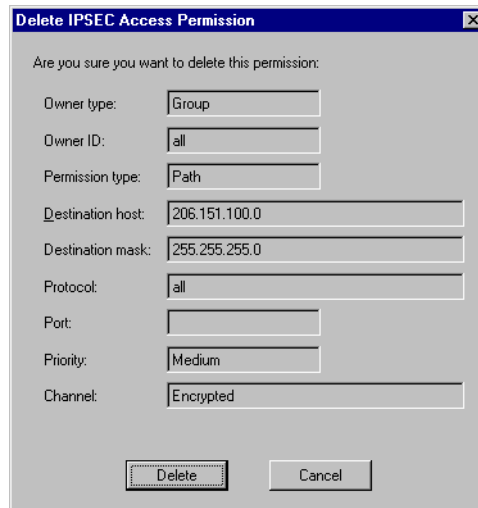 Delete IPSEC Access Permission
Are you sure you want to delete this permission:
Owner type: Group
Owner ID: all
Permission type: Path
Destination host: 206.151.100.0
Destination mask: 255.255.255.0
Protocol: all
Port:
Priority: Medium
Channel: Encrypted
Delete Cancel